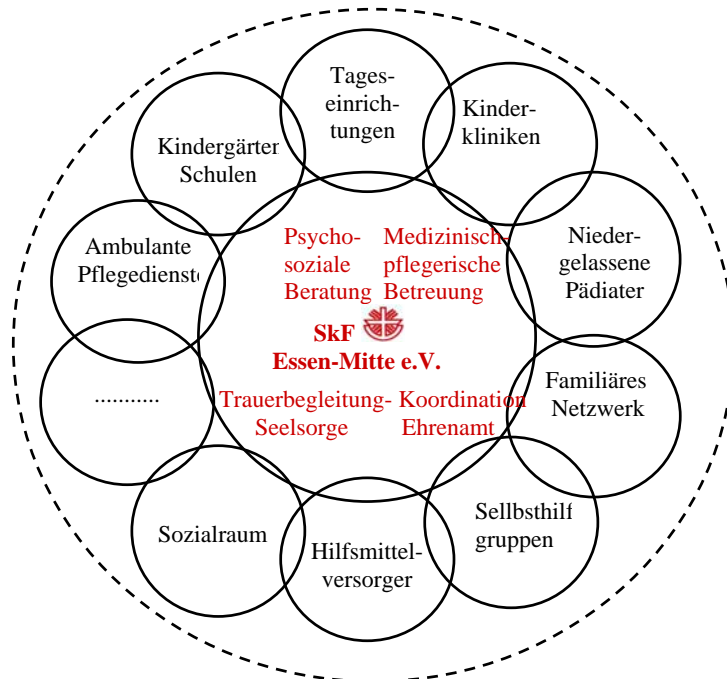 Tages-
einrich-
tungen
Kinder-
kliniken
Kindergärten
Schulen
Ambulante
Pflegedienste
Nieder-
gelassene
Pädiater
Psycho-
soziale
Beratung
Medizinisch-
pflegerische
Betreuung
SkF
Essen-Mitte e.V.
Trauerbegleitung-
Seelsorge
Koordination
Ehrenamt
Familiäres
Netzwerk
...........
Sozialraum
Hilfsmittel-
versorger
Sellbsthilf
gruppen